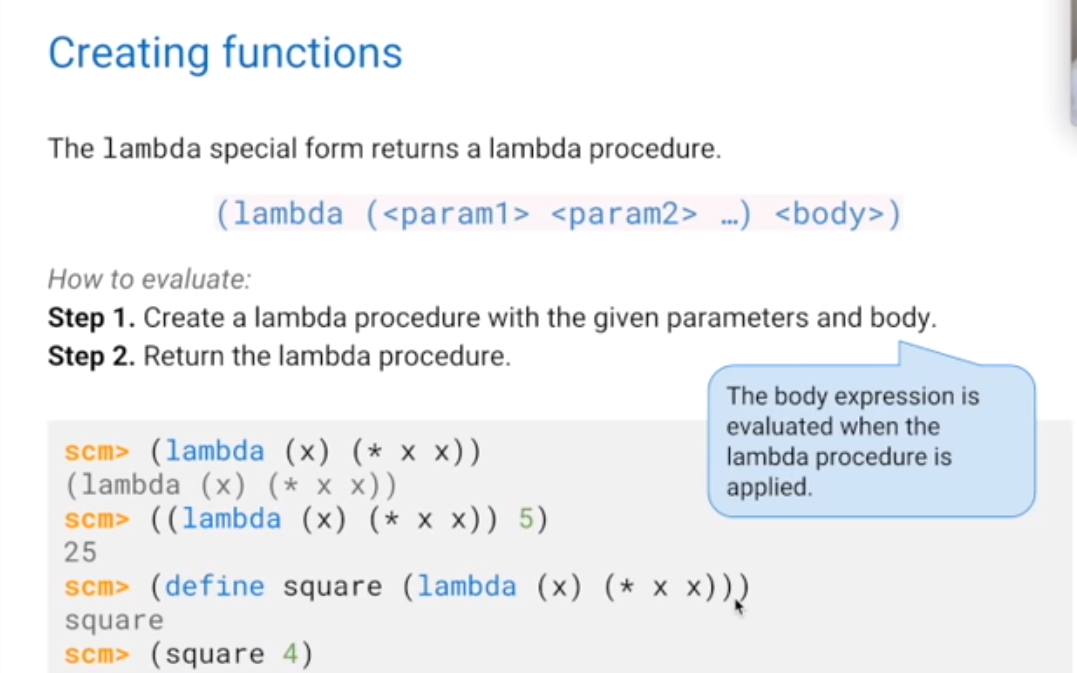 Creating functions
The lambda special form returns a lambda procedure.
(lambda (<param1> <param2> …) <body>)
How to evaluate:
Step 1. Create a lambda procedure with the given parameters and body.
Step 2. Return the lambda procedure.
The body expression is
evaluated when the
lambda procedure is
applied.
scm> (lambda (x) (* x x))
(lambda (x) (* x x))
scm> ((lambda (x) (* x x)) 5)
25
scm> (define square (lambda (x) (* x x)))
square
scm> (square 4)